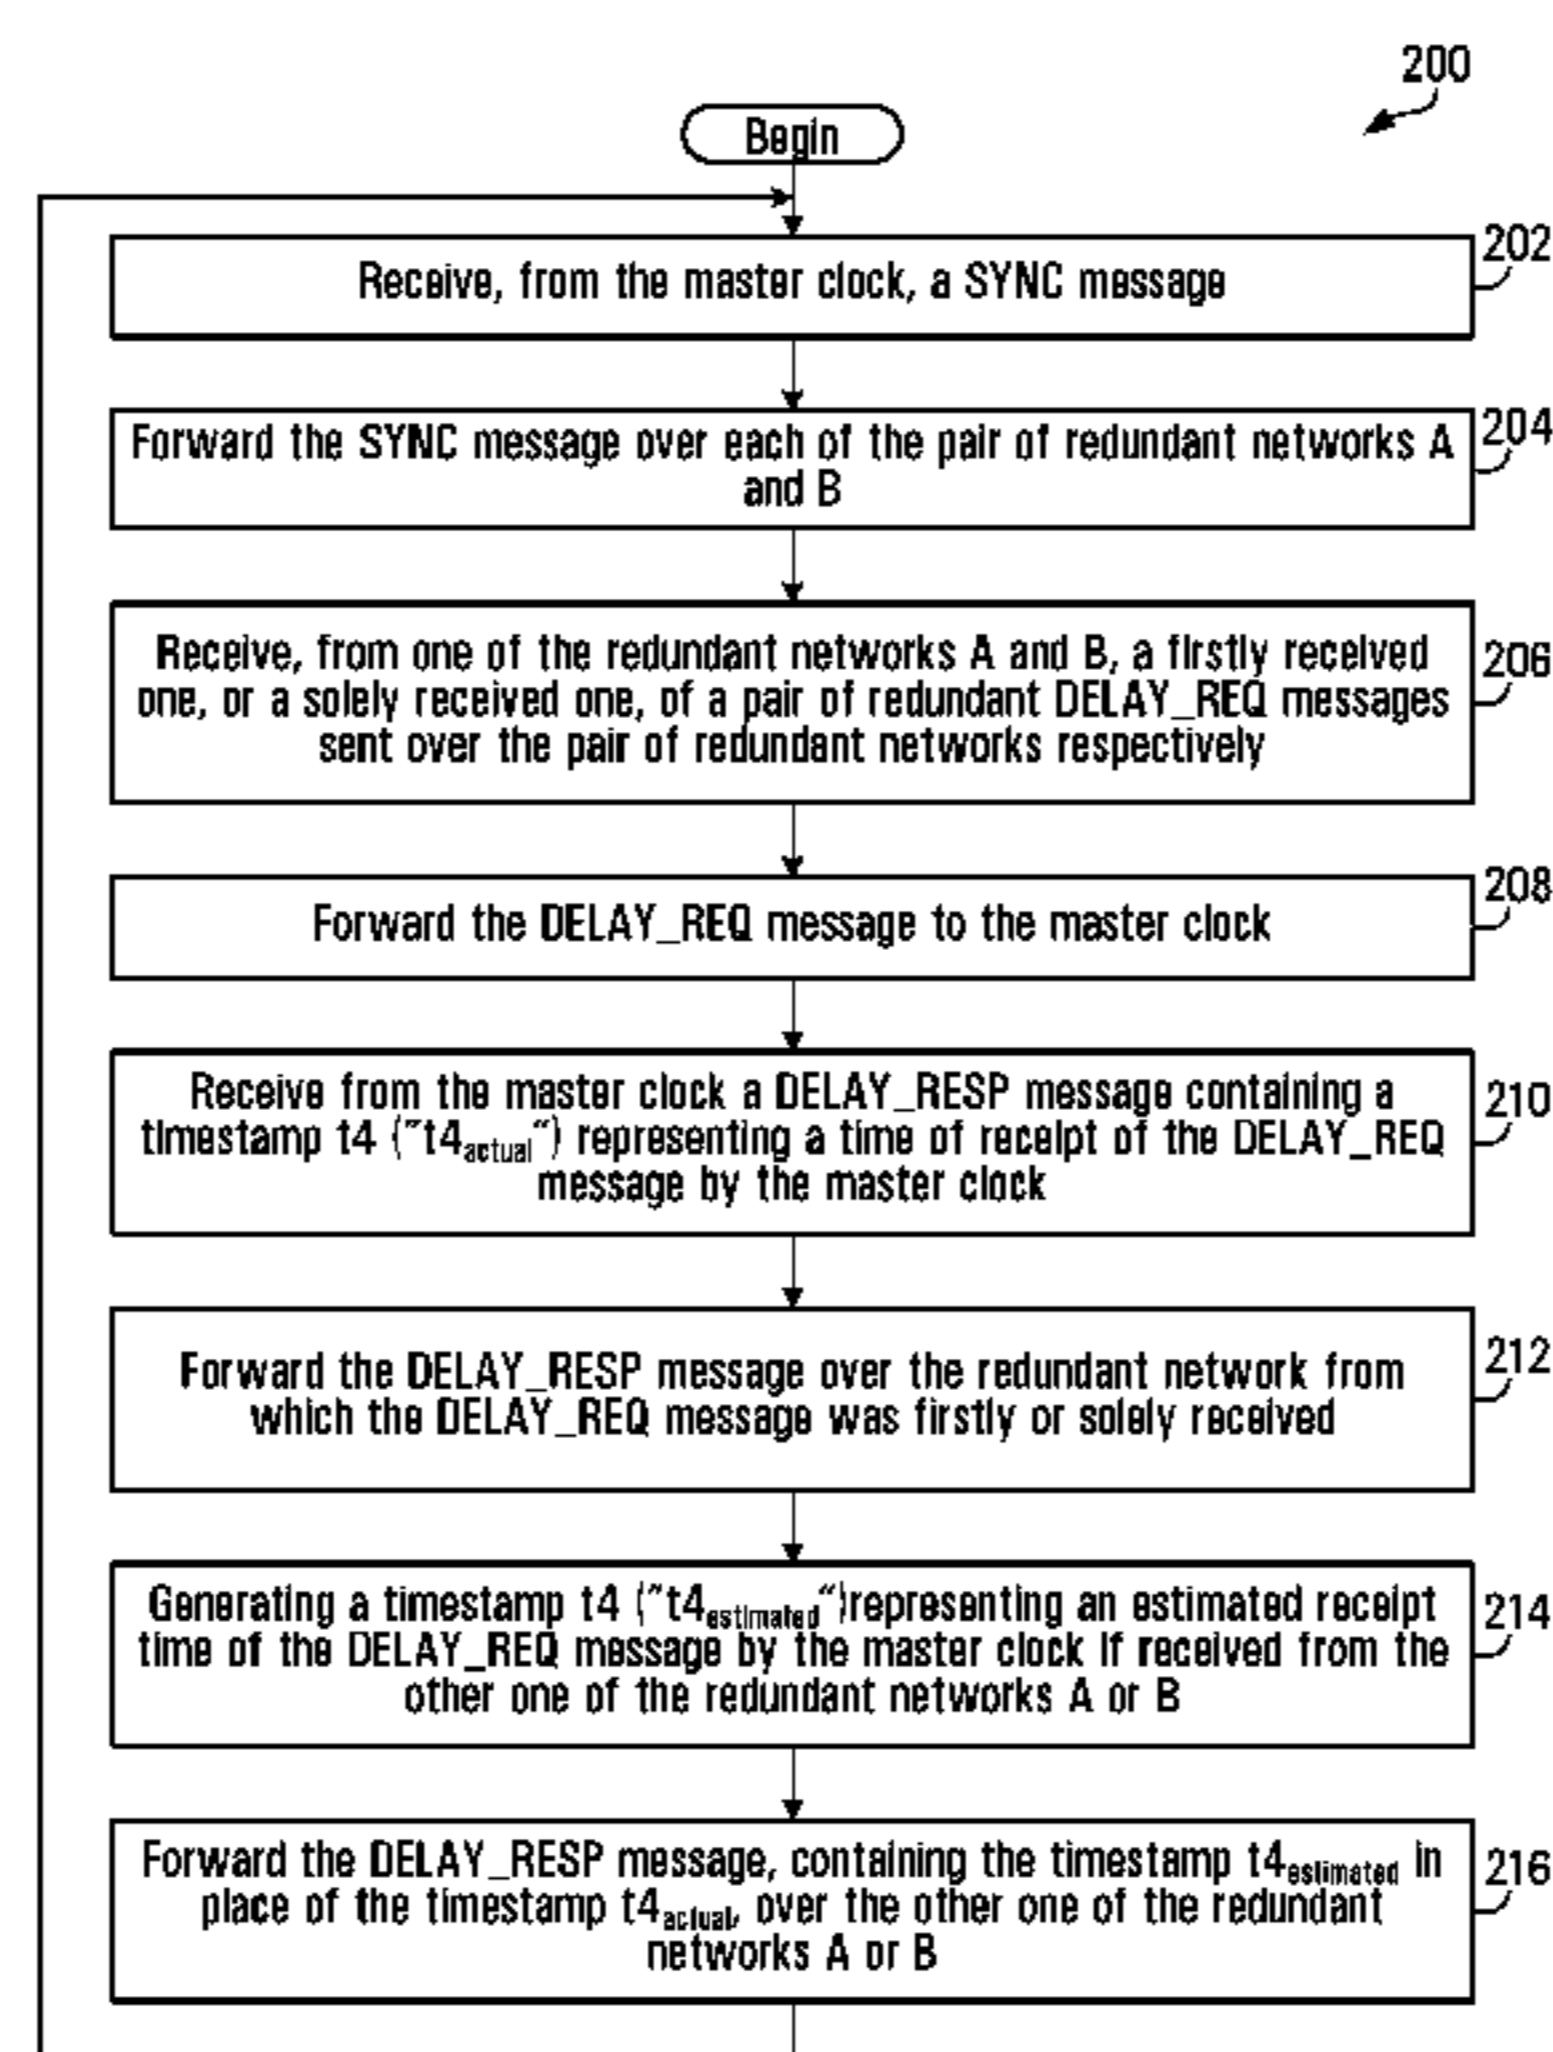 200
Begin
202
Receive, from the master clock, a SYNC message
204
Forward the SYNC message over each of the pair of redundant networks A
and B
206
Receive, from one of the redundant networks A and B, a firstly received
one, or a solely received one, of a pair of redundant DELAY_REQ messages
sent over the pair of redundant networks respectively
208
Forward the DELAY_REQ message to the master clock
210
Receive from the master clock a DELAY_RESP message containing a
timestamp t4 ("t4actual") representing a time of receipt of the DELAY_REQ
message by the master clock
212
Forward the DELAY_RESP message over the redundant network from
which the DELAY_REQ message was firstly or solely received
214
Generating a timestamp t4 ("t4estimated")representing an estimated receipt
time of the DELAY_REQ message by the master clock if received from the
other one of the redundant networks A or B
216
Forward the DELAY_RESP message, containing the timestamp t4estimated in
place of the timestamp t4actual, over the other one of the redundant
networks A or B